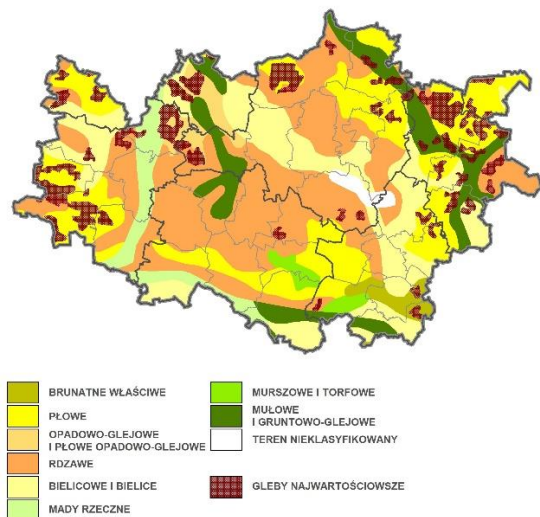 BRUNATNE WŁAŚCIWE
PŁOWE
OPADOWO-GLEJOWE
I PŁOWE OPADOWO-GLEJOWE
RDZAWE
BIELICOWE I BIELICE
MADY RZECZNE
MURSZOWE I TORFOWE
MUŁOWE
I GRUNTOWO-GLEJOWE
TEREN NIEKLASYFIKOWANY
GLEBY NAJWARTOŚCIOWSZE